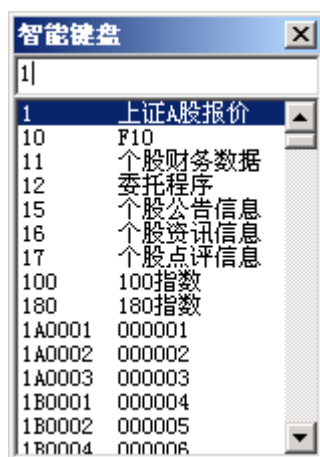 智能键盘
1
1 上证A股报价
10 F10
11 个股财务数据
12 委托程序
15 个股公告信息
16 个股资讯信息
17 个股点评信息
100 100指数
180 180指数
1A0001 000001
1A0002 000002
1A0003 000003
1B0001 000004
1B0002 000005
1B0004 000006